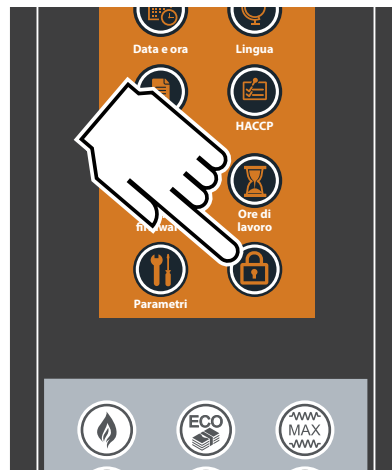 Data e ora
Lingua
HACCP
Ore di
lavoro
Parametri
ECO
MAX